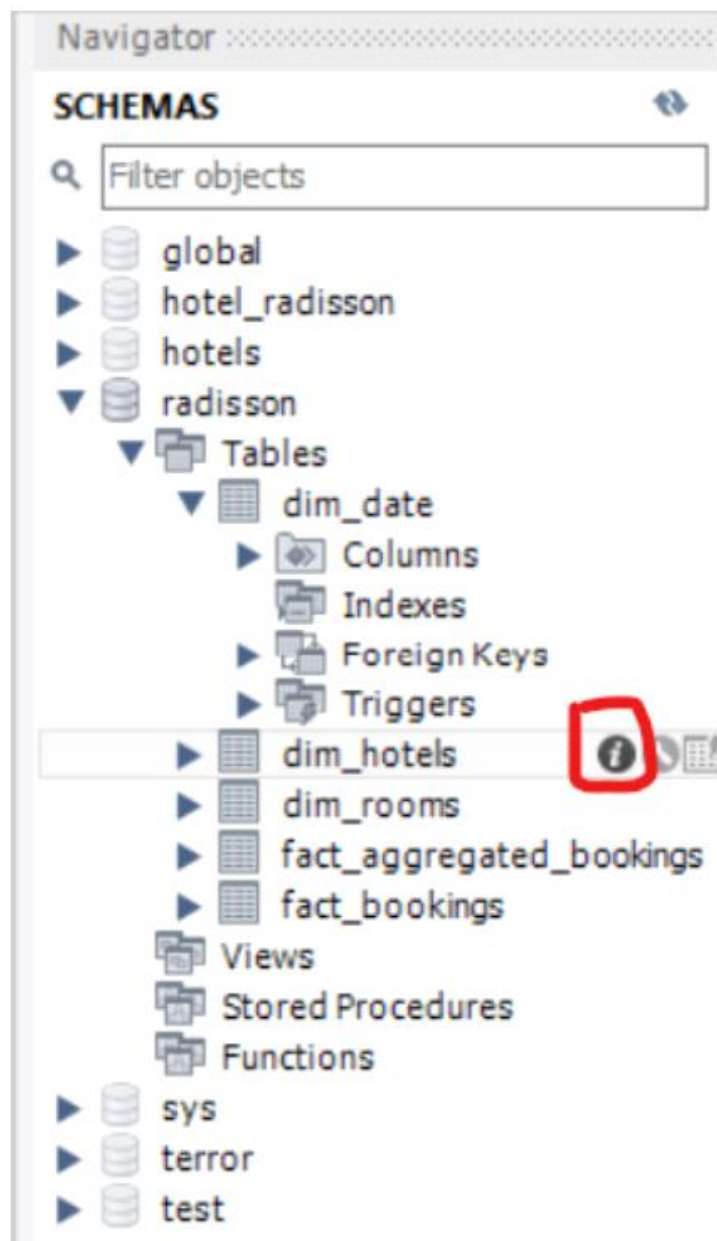 Navigator
SCHEMAS
Filter objects
global
hotel_radisson
hotels
radisson
Tables
dim_date
Columns
Indexes
Foreign Keys
Triggers
dim_hotels
dim_rooms
fact_aggregated_bookings
fact_bookings
Views
Stored Procedures
Functions
sys
terror
test